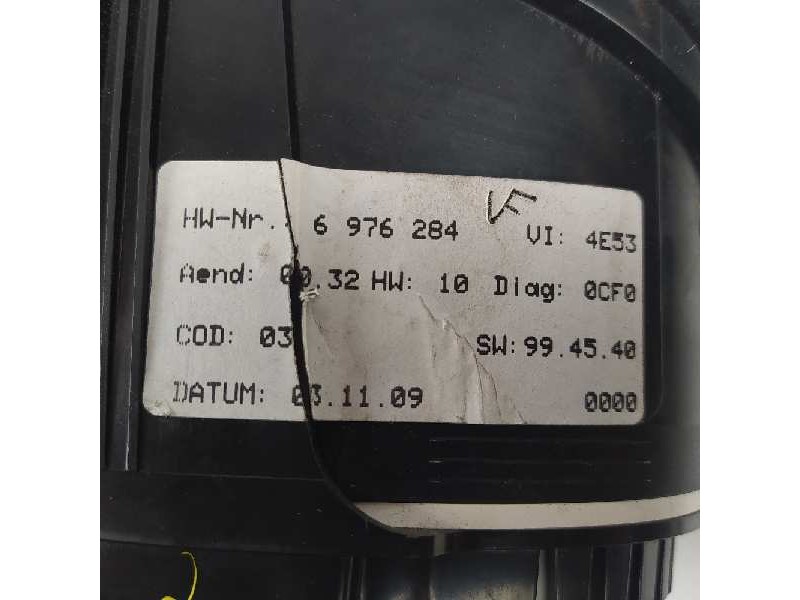 HW-Nr.: 6 976 284 VF VI: 4E53
Aend: 00.32 HW: 10 Diag: 0CF0
COD: 03 SW: 99.45.40
DATUM: 03.11.09 0000